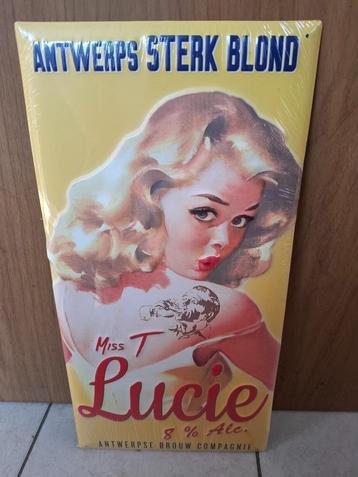 ANTWERPS STERK BLOND
Miss T
Lucie
8 % Alc.
ANTWERPSE BROUW COMPAGNIE